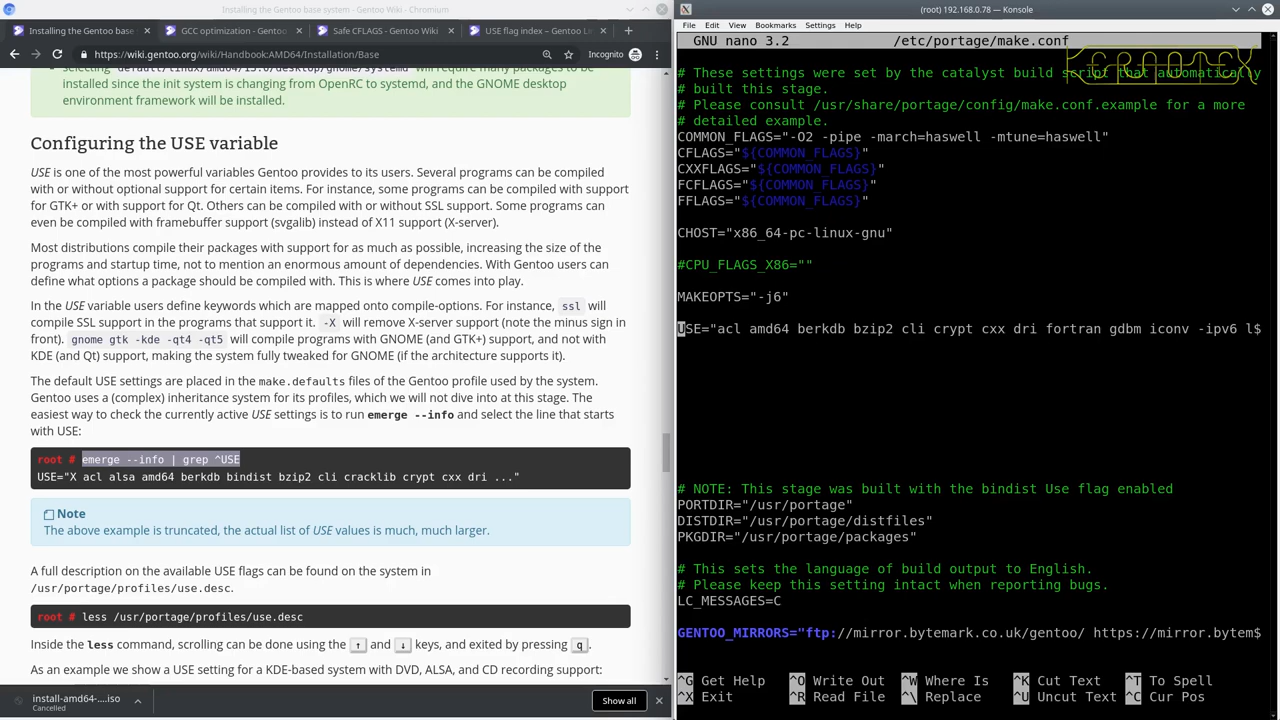 Installing the Gentoo base system - Gentoo Wiki - Chromium
Installing the Gentoo base
GCC optimization - Gentoo
Safe CFLAGS - Gentoo Wiki
USE flag index – Gentoo Li
https://wiki.gentoo.org/wiki/Handbook:AMD64/Installation/Base
Incognito
selecting default/linux/amd64/13.0/desktop/gnome/systemd will require many packages to be
installed since the init system is changing from OpenRC to systemd, and the GNOME desktop
environment framework will be installed.
Configuring the USE variable
USE is one of the most powerful variables Gentoo provides to its users. Several programs can be compiled
with or without optional support for certain items. For instance, some programs can be compiled with support
for GTK+ or with support for Qt. Others can be compiled with or without SSL support. Some programs can
even be compiled with framebuffer support (svgalib) instead of X11 support (X-server).
Most distributions compile their packages with support for as much as possible, increasing the size of the
programs and startup time, not to mention an enormous amount of dependencies. With Gentoo users can
define what options a package should be compiled with. This is where USE comes into play.
In the USE variable users define keywords which are mapped onto compile-options. For instance, ssl will
compile SSL support in the programs that support it. -X will remove X-server support (note the minus sign in
front). gnome gtk -kde -qt4 -qt5 will compile programs with GNOME (and GTK+) support, and not with
KDE (and Qt) support, making the system fully tweaked for GNOME (if the architecture supports it).
The default USE settings are placed in the make.defaults files of the Gentoo profile used by the system.
Gentoo uses a (complex) inheritance system for its profiles, which we will not dive into at this stage. The
easiest way to check the currently active USE settings is to run emerge --info and select the line that starts
with USE:
root # emerge --info | grep ^USE
USE="X acl alsa amd64 berkdb bindist bzip2 cli cracklib crypt cxx dri ..."
Note
The above example is truncated, the actual list of USE values is much, much larger.
A full description on the available USE flags can be found on the system in
/usr/portage/profiles/use.desc.
root # less /usr/portage/profiles/use.desc
Inside the less command, scrolling can be done using the ↑ and ↓ keys, and exited by pressing q.
As an example we show a USE setting for a KDE-based system with DVD, ALSA, and CD recording support:
install-amd64-....iso
Cancelled
Show all
(root) 192.168.0.78 — Konsole
File Edit View Bookmarks Settings Help
GNU nano 3.2 /etc/portage/make.conf
KERNOTEX
# These settings were set by the catalyst build script that automatically
# built this stage.
# Please consult /usr/share/portage/config/make.conf.example for a more
# detailed example.
COMMON_FLAGS="-O2 -pipe -march=haswell -mtune=haswell"
CFLAGS="${COMMON_FLAGS}"
CXXFLAGS="${COMMON_FLAGS}"
FCFLAGS="${COMMON_FLAGS}"
FFLAGS="${COMMON_FLAGS}"
CHOST="x86_64-pc-linux-gnu"
#CPU_FLAGS_X86=""
MAKEOPTS="-j6"
USE="acl amd64 berkdb bzip2 cli crypt cxx dri fortran gdbm iconv -ipv6 l$
# NOTE: This stage was built with the bindist Use flag enabled
PORTDIR="/usr/portage"
DISTDIR="/usr/portage/distfiles"
PKGDIR="/usr/portage/packages"
# This sets the language of build output to English.
# Please keep this setting intact when reporting bugs.
LC_MESSAGES=C
GENTOO_MIRRORS="ftp://mirror.bytemark.co.uk/gentoo/ https://mirror.bytem$
^G Get Help ^O Write Out ^W Where Is ^K Cut Text ^T To Spell
^X Exit ^R Read File ^\ Replace ^U Uncut Text ^C Cur Pos